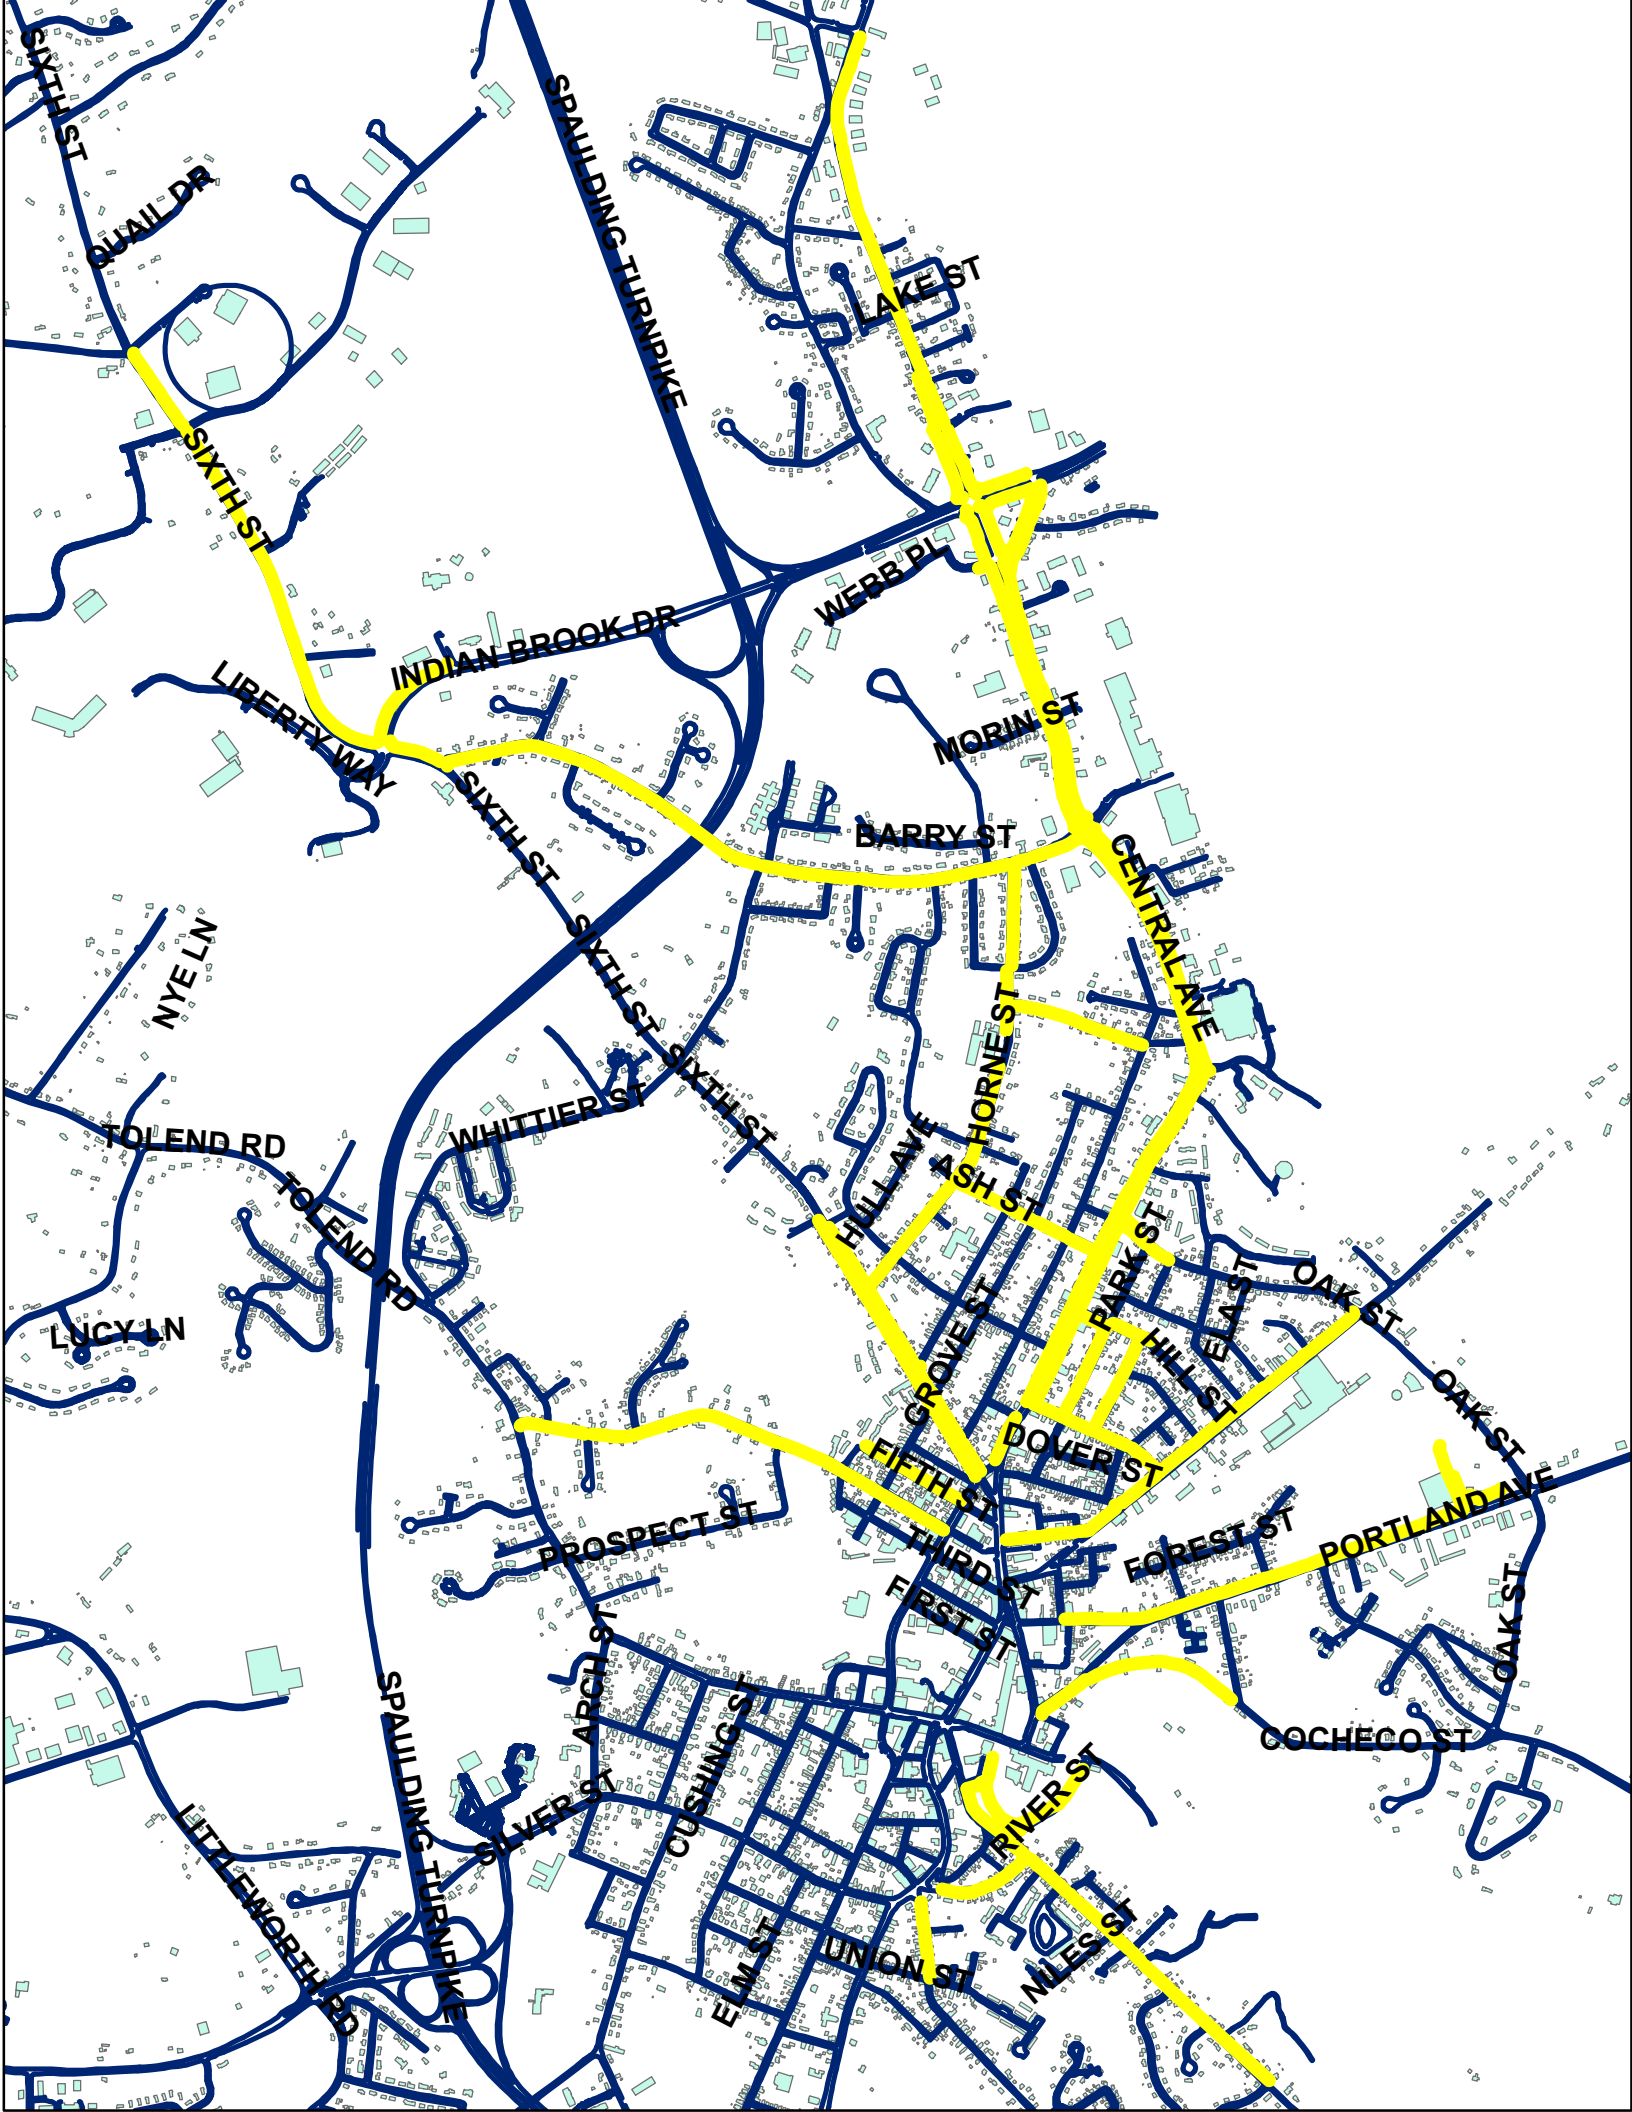 SIXTH ST
SPAULDING TURNPIKE
QUAIL DR
LAKE ST
SIXTH ST
WEBB PL
INDIAN BROOK DR
LIBERTY WAY
MORIN ST
SIXTH ST
BARRY ST
CENTRAL AVE
SIXTH ST
NYE LN
HORNE ST
SIXTH ST
WHITTIER ST
TOLEND RD
HULL AVE
ASH ST
TOLEND RD
PARK ST
OAK ST
ELA ST
LUCY LN
GROVE ST
HILL ST
OAK ST
DOVER ST
FIFTH ST
PROSPECT ST
THIRD ST
FOREST ST
PORTLAND AVE
FIRST ST
OAK ST
ARCH ST
SPAULDING TURNPIKE
CUSHING ST
COCHECO ST
RIVER ST
SILVER ST
LITTLEWORTH RD
UNION ST
NILES ST
ELM ST